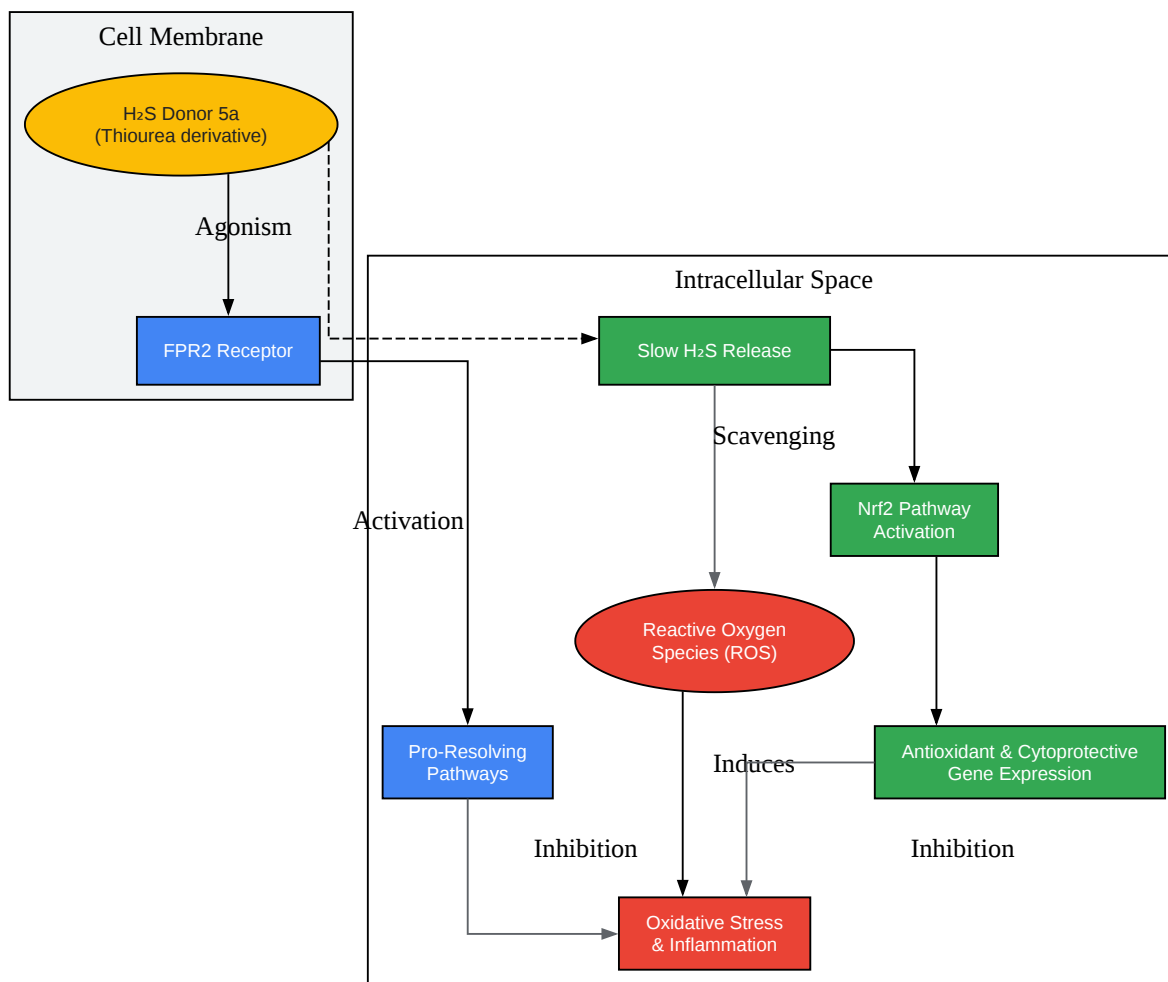 Cell Membrane
H₂S Donor 5a
(Thiourea derivative)
Agonism
Intracellular Space
FPR2 Receptor
Slow H₂S Release
Scavenging
Activation
Nrf2 Pathway
Activation
Reactive Oxygen
Species (ROS)
Pro-Resolving
Pathways
Induces
Antioxidant & Cytoprotective
Gene Expression
Inhibition
Inhibition
Oxidative Stress
& Inflammation